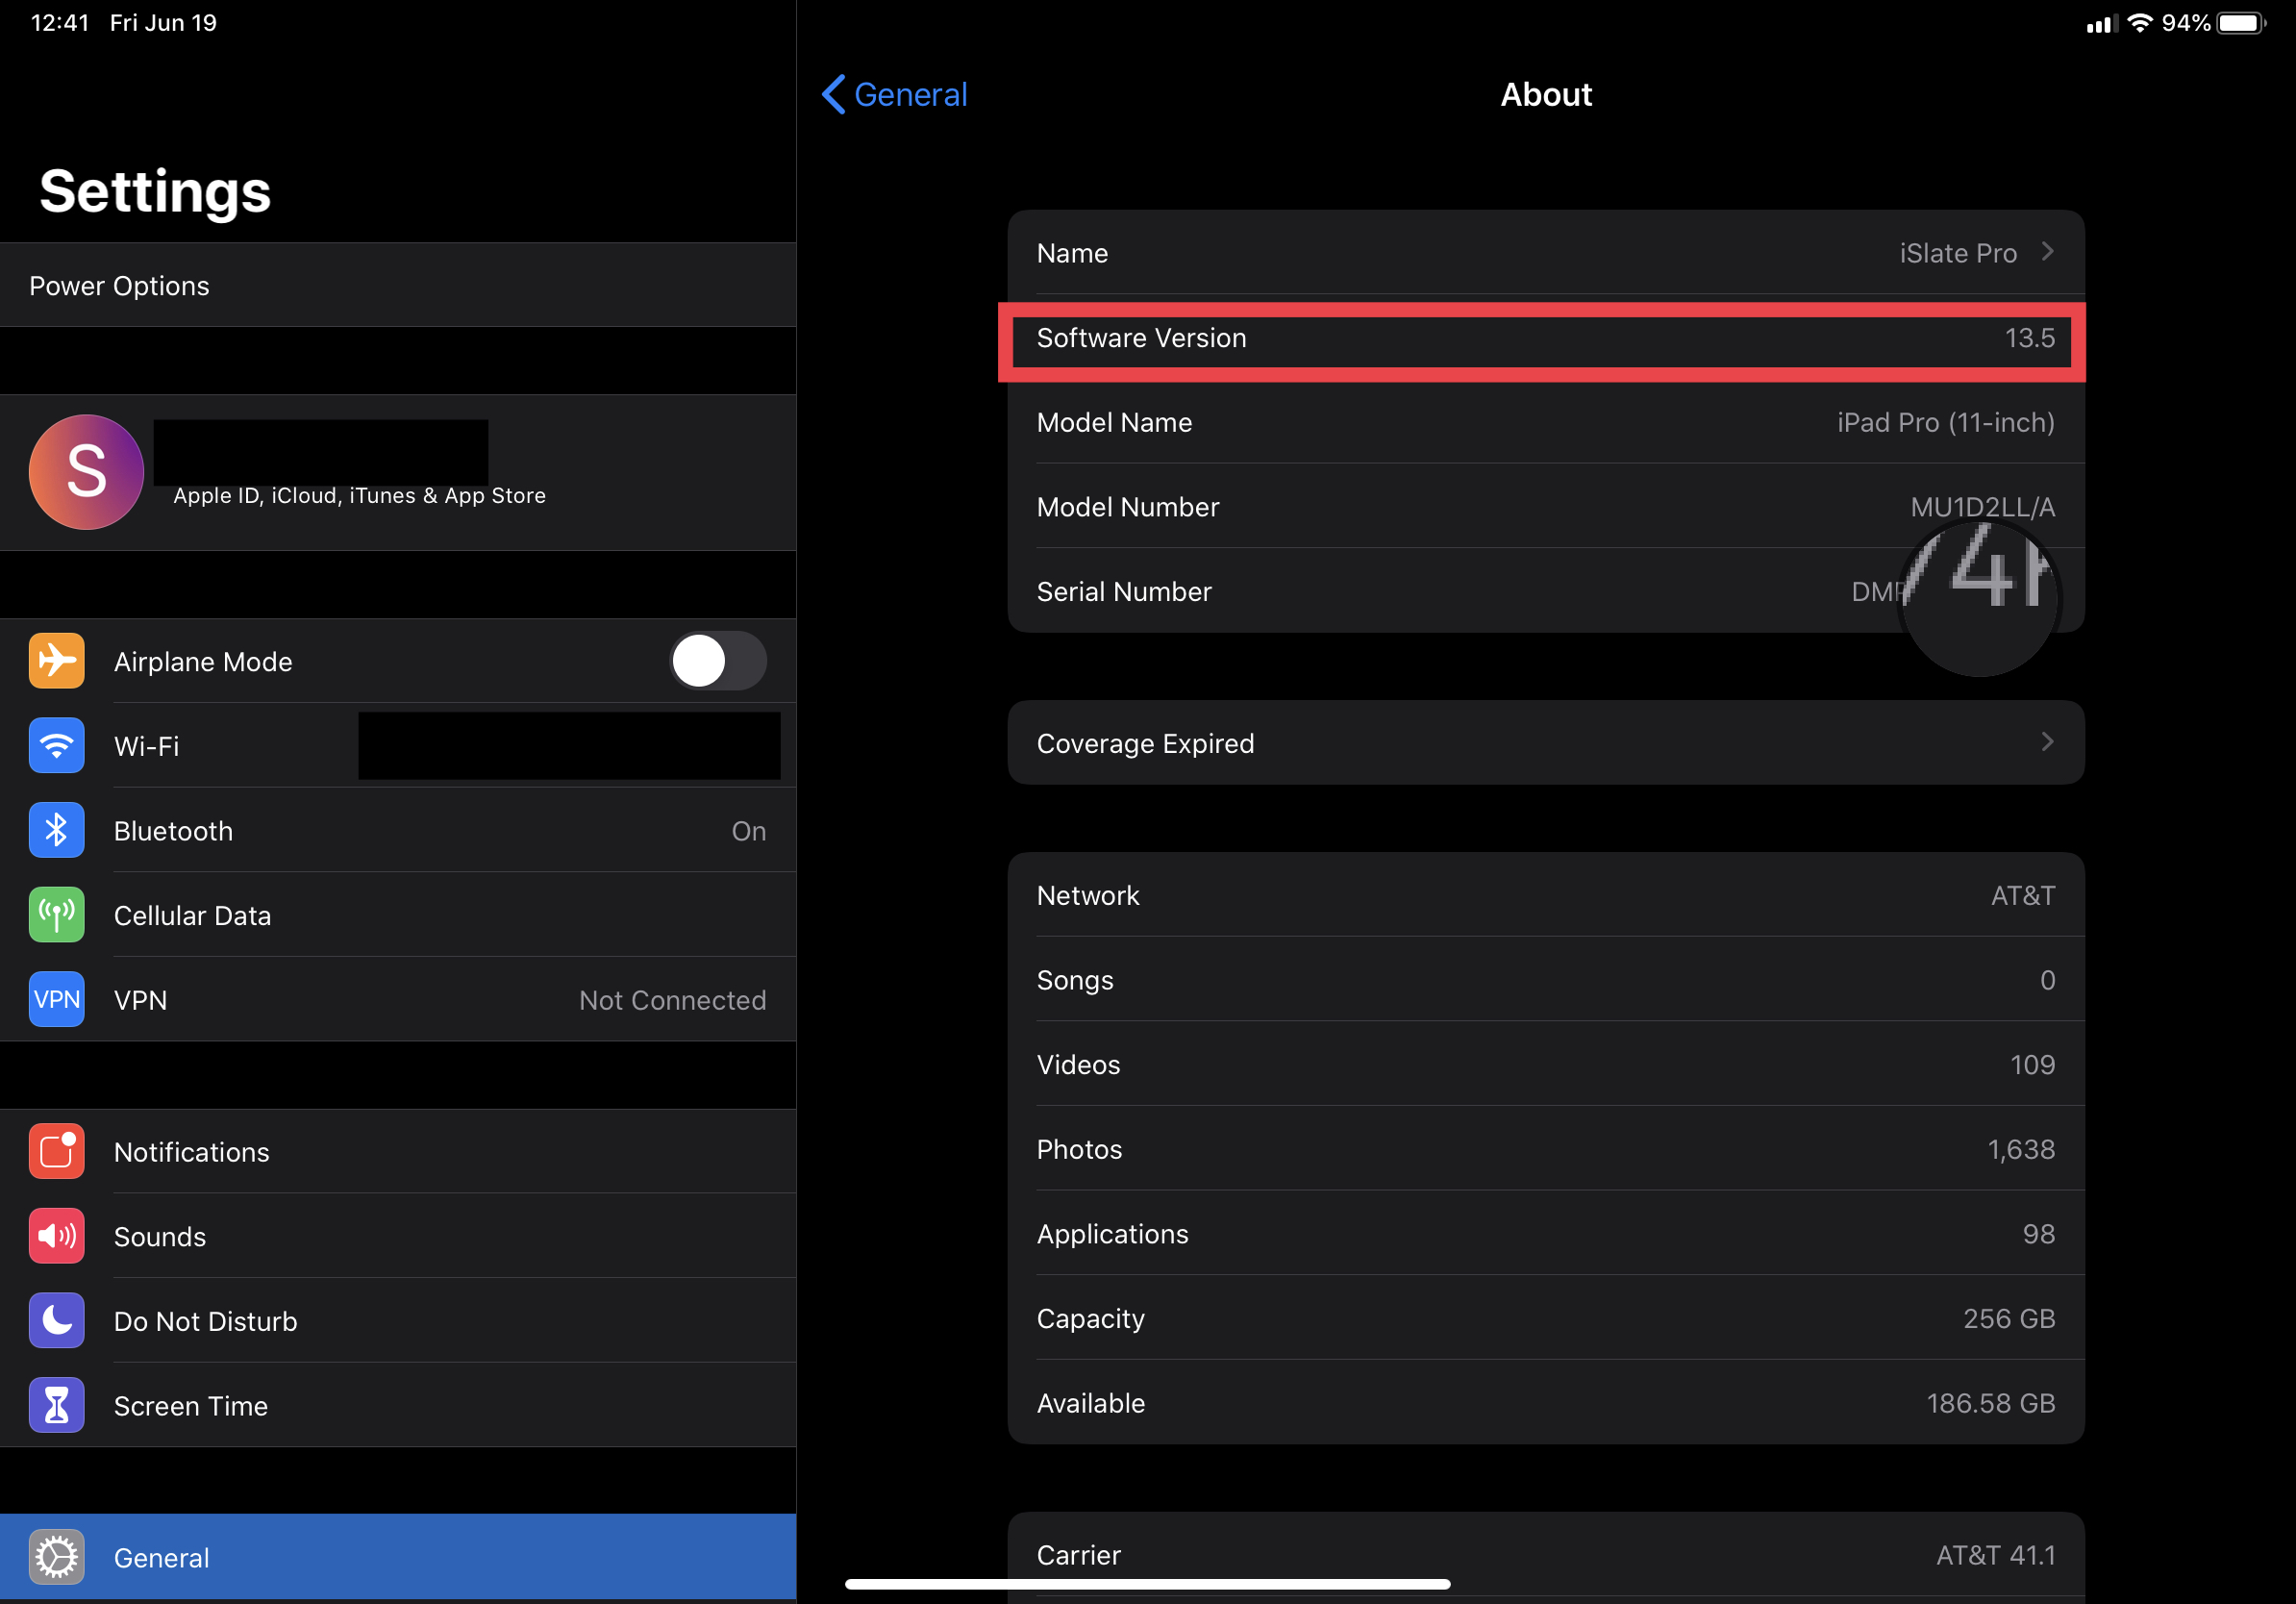 12:41 Fri Jun 19
94%
Settings
Power Options
S
Apple ID, iCloud, iTunes & App Store
Airplane Mode
Wi-Fi
Bluetooth On
Cellular Data
VPN VPN Not Connected
Notifications
Sounds
Do Not Disturb
Screen Time
General
General
About
Name iSlate Pro
Software Version 13.5
Model Name iPad Pro (11-inch)
Model Number MU1D2LL/A
Serial Number
Coverage Expired
Network AT&T
Songs 0
Videos 109
Photos 1,638
Applications 98
Capacity 256 GB
Available 186.58 GB
Carrier AT&T 41.1